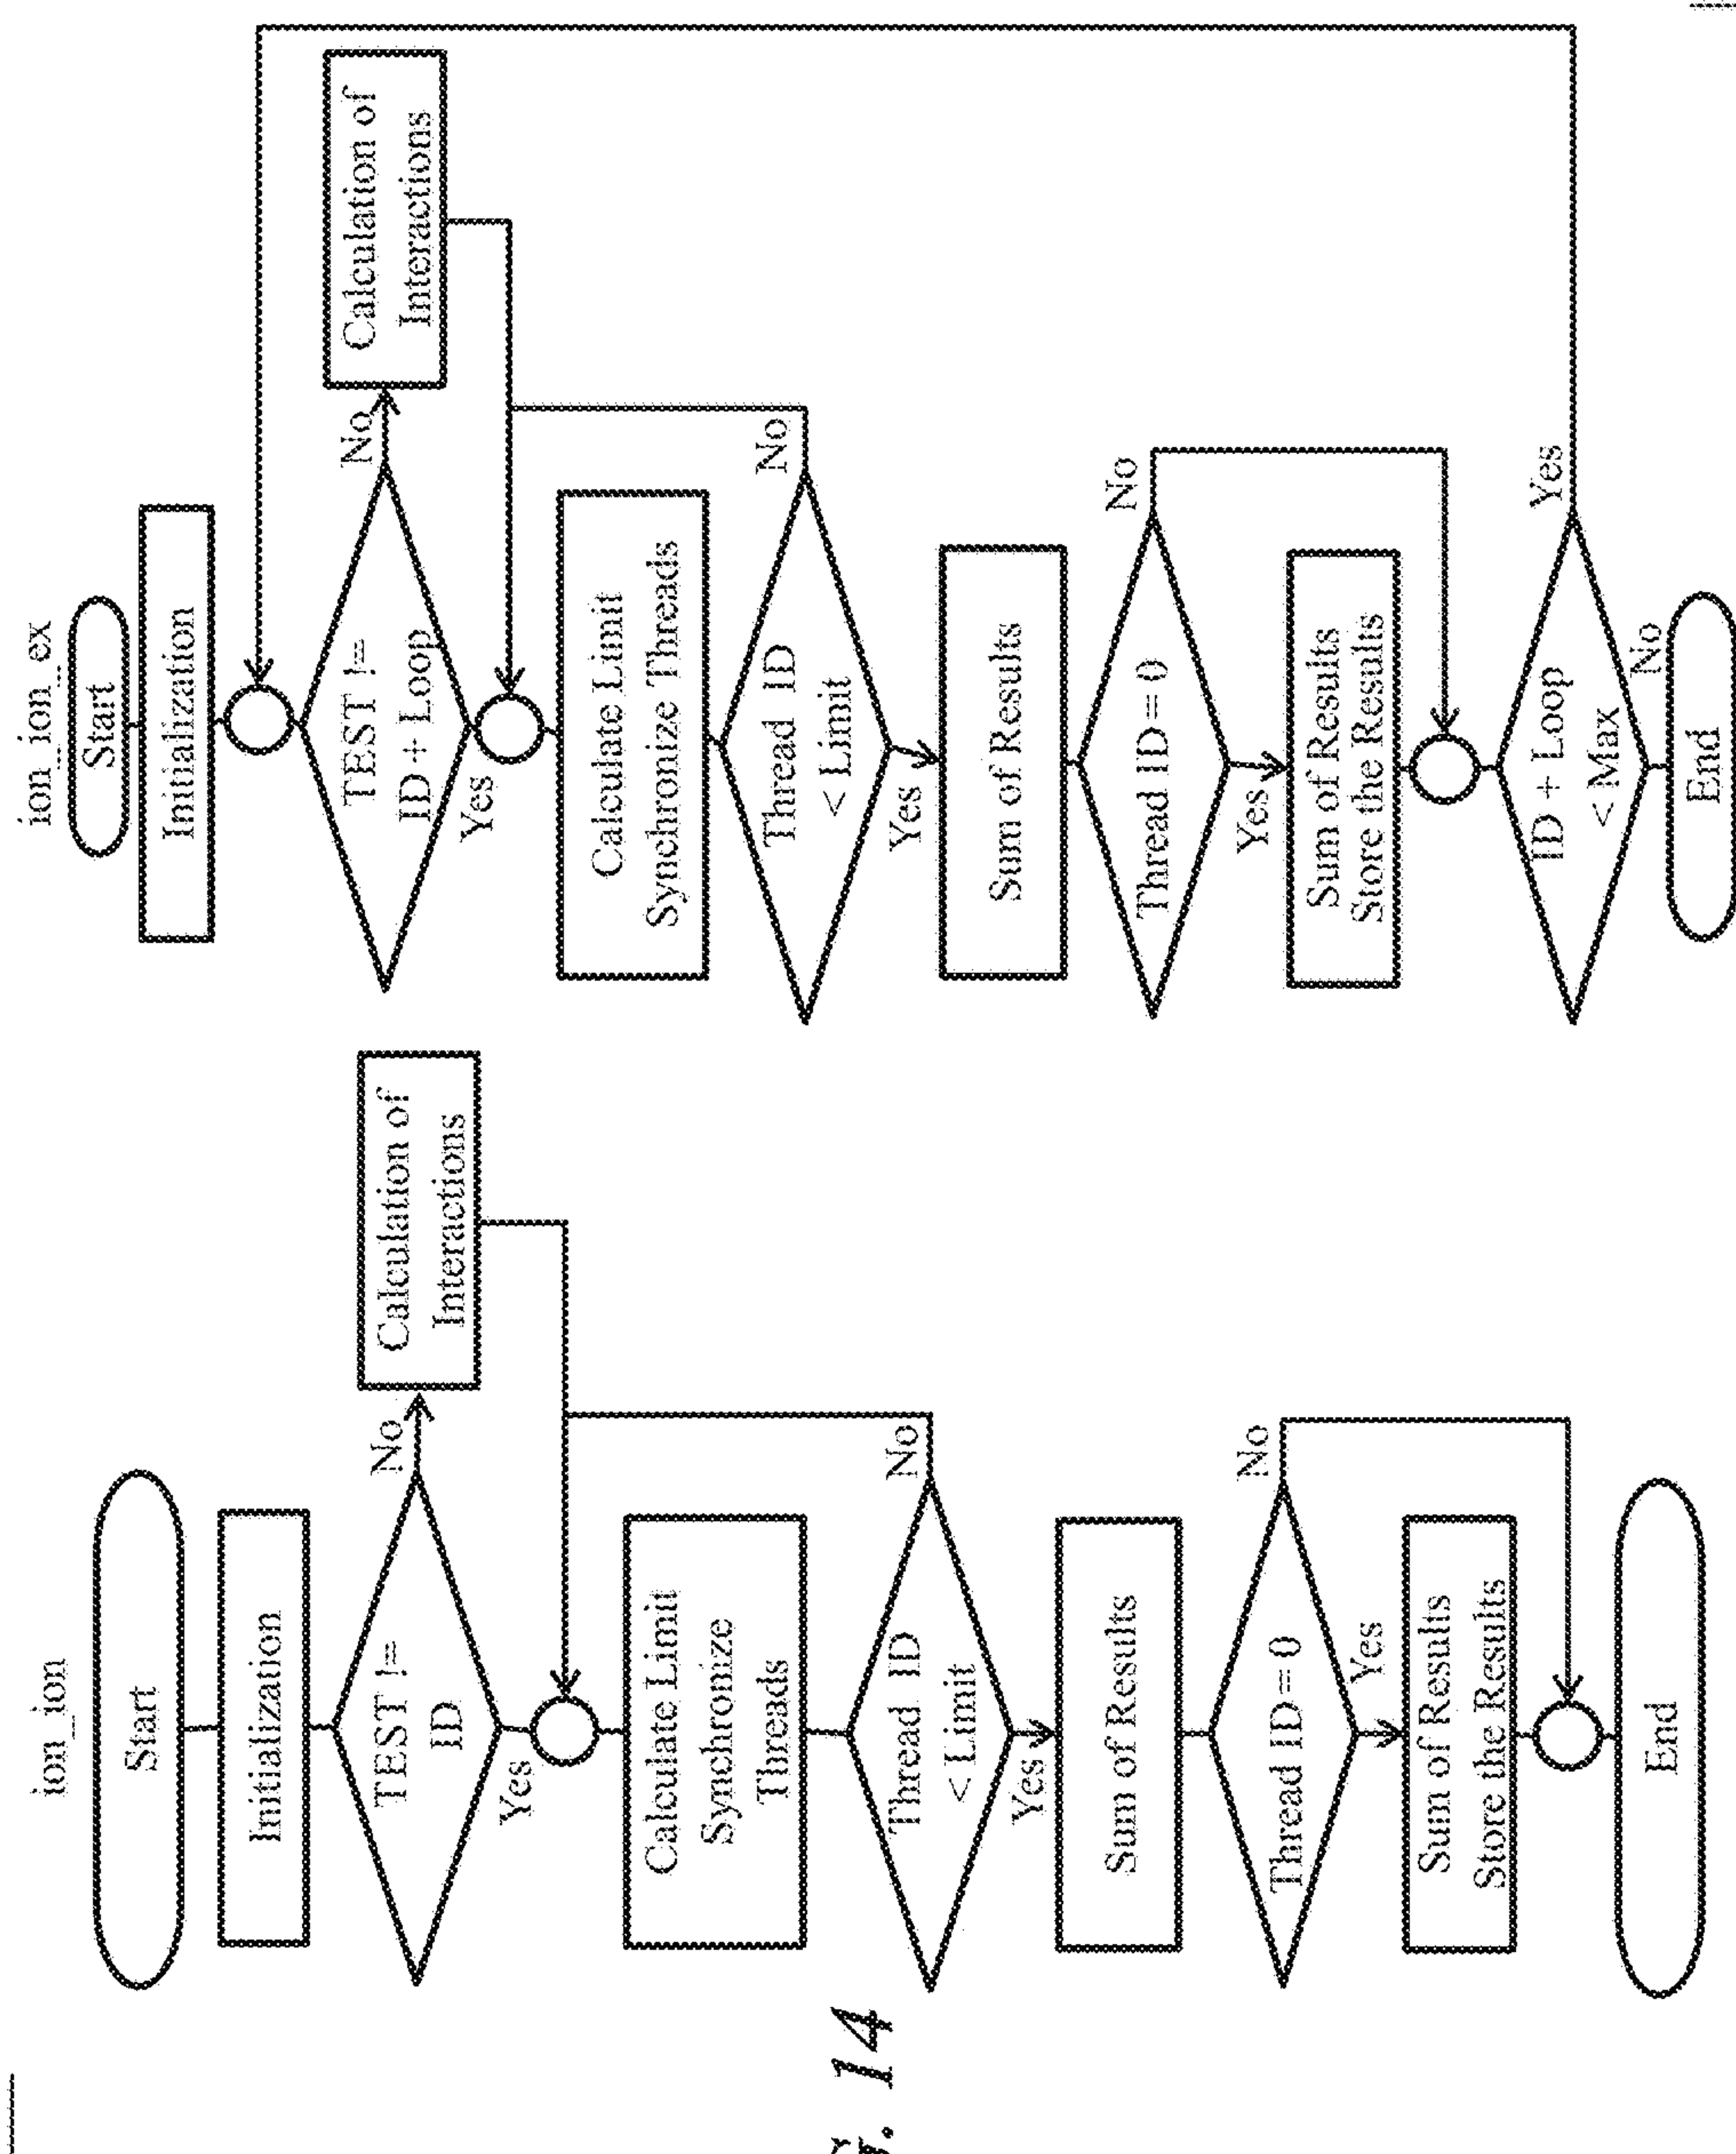 ion_ion
Start
Initialization
TEST !=
ID
No
Calculation of
Interactions
Yes
Calculate Limit
Synchronize
Threads
Thread ID
< Limit
No
Yes
Sum of Results
Thread ID = 0
No
Yes
Sum of Results
Store the Results
End
ion_ion_ex
Start
Initialization
TEST !=
ID + Loop
No
Calculation of
Interactions
Yes
Calculate Limit
Synchronize Threads
Thread ID
< Limit
No
Yes
Sum of Results
Thread ID = 0
No
Yes
Sum of Results
Store the Results
ID + Loop
< Max
Yes
No
End
14